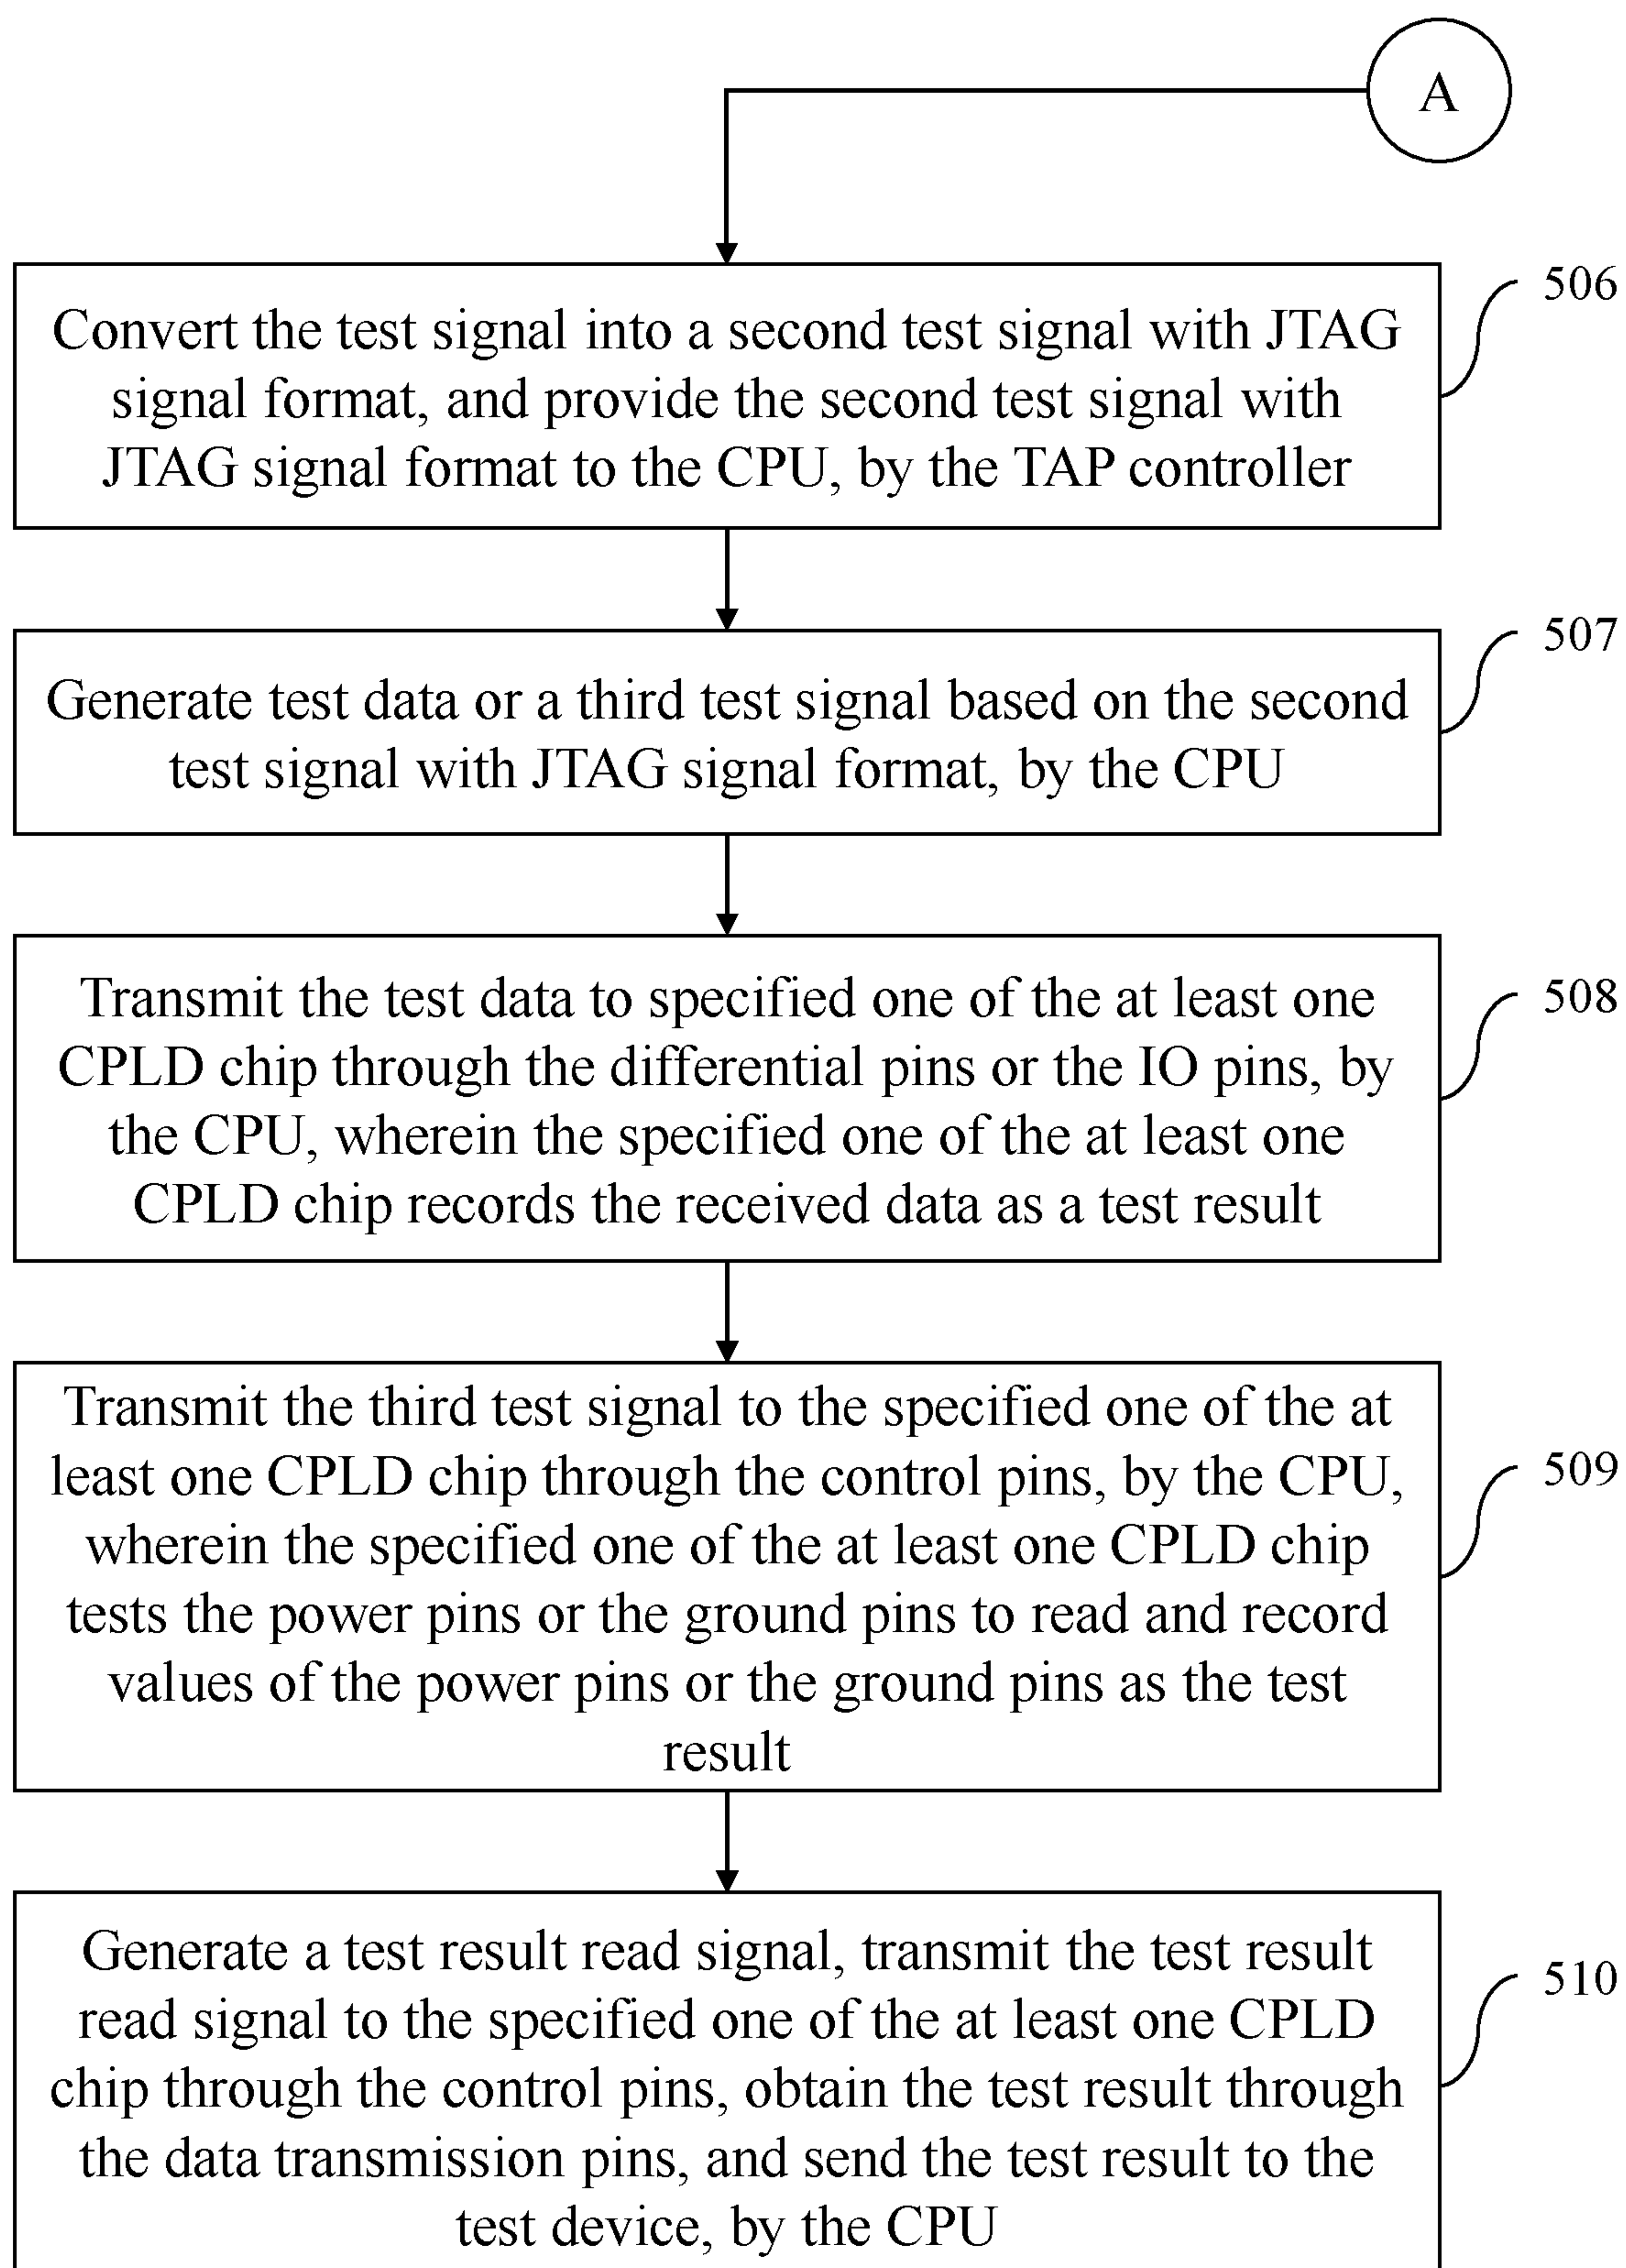 A
506
Convert the test signal into a second test signal with JTAG
signal format, and provide the second test signal with
JTAG signal format to the CPU, by the TAP controller
507
Generate test data or a third test signal based on the second
test signal with JTAG signal format, by the CPU
508
Transmit the test data to specified one of the at least one
CPLD chip through the differential pins or the IO pins, by
the CPU, wherein the specified one of the at least one
CPLD chip records the received data as a test result
509
Transmit the third test signal to the specified one of the at
least one CPLD chip through the control pins, by the CPU,
wherein the specified one of the at least one CPLD chip
tests the power pins or the ground pins to read and record
values of the power pins or the ground pins as the test
result
510
Generate a test result read signal, transmit the test result
read signal to the specified one of the at least one CPLD
chip through the control pins, obtain the test result through
the data transmission pins, and send the test result to the
test device, by the CPU